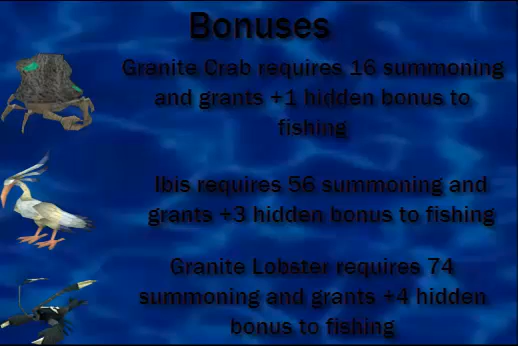 Bonuses
Granite Crab requires 16 summoning
and grants +1 hidden bonus to
fishing
Ibis requires 56 summoning and
grants +3 hidden bonus to fishing
Granite Lobster requires 74
summoning and grants +4 hidden
bonus to fishing